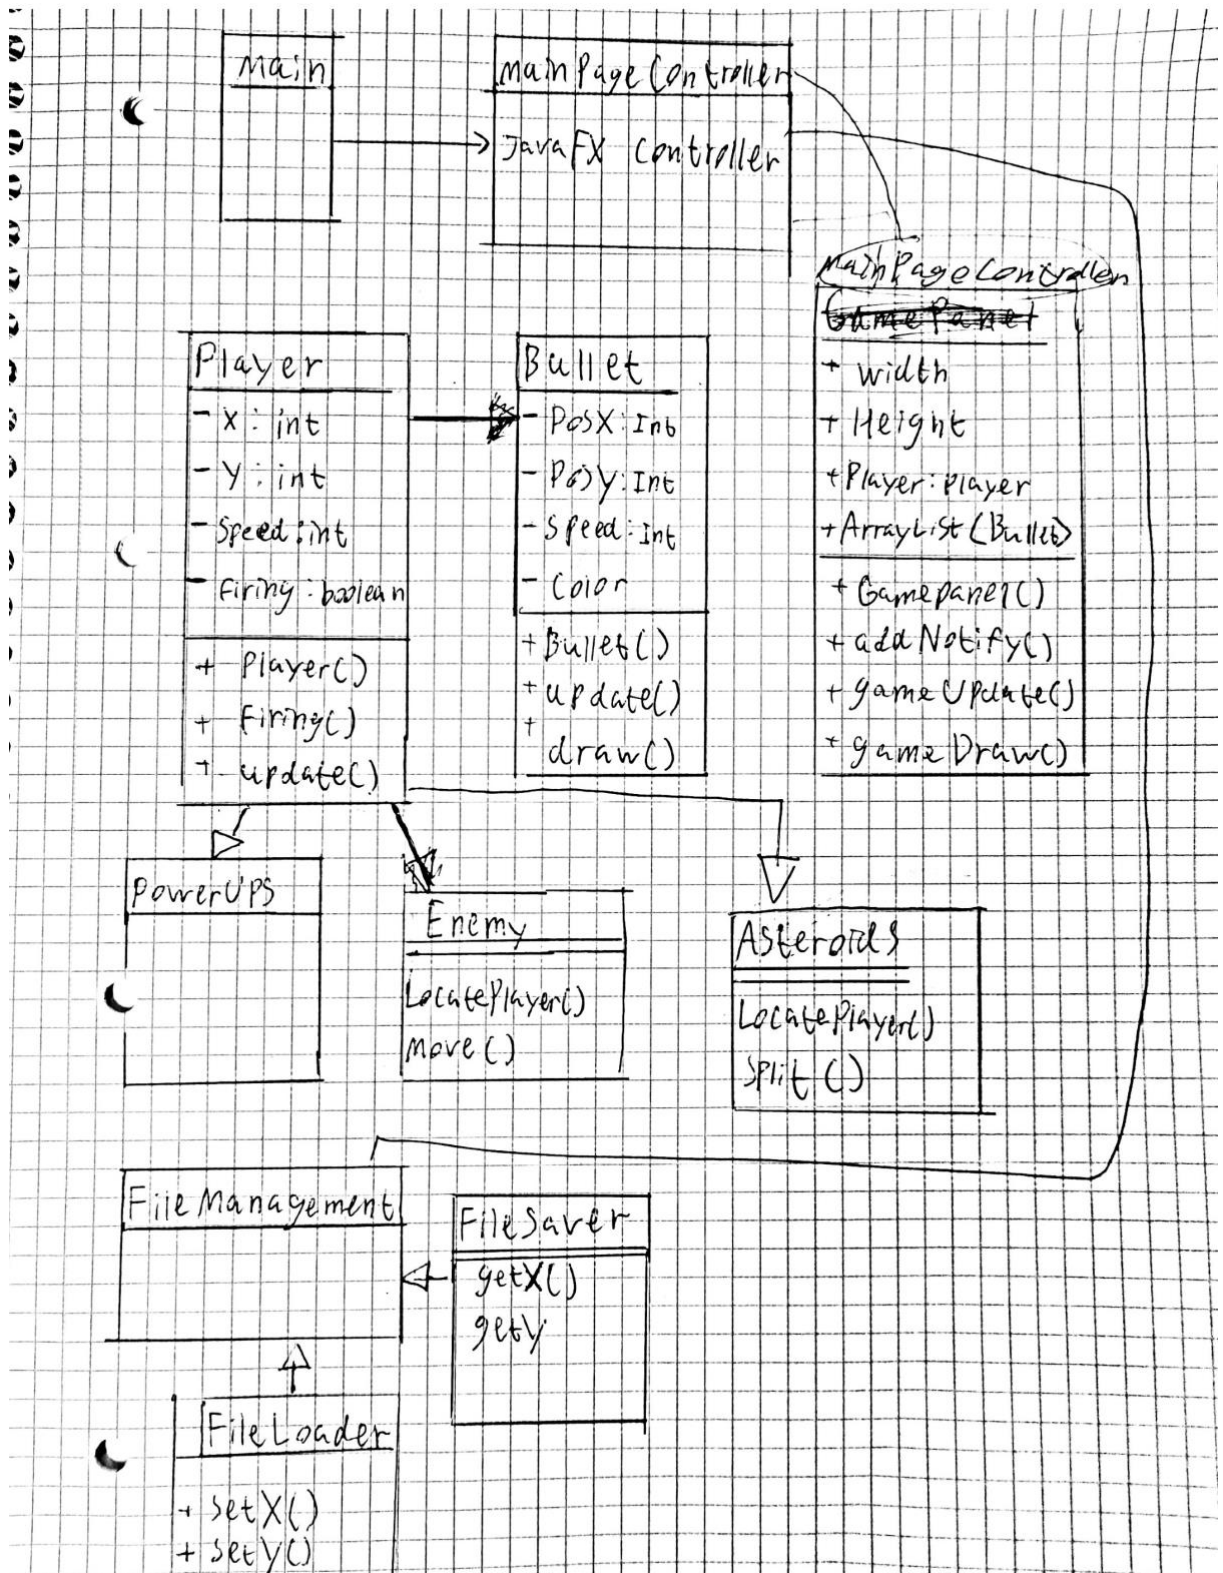 Main
MainPageController
JavaFX Controller
MainPageController
GamePanel
+ width
+ Height
+Player:player
+ArrayList<Bullet>
+ Gamepanel()
+ addNotify()
+ gameUpdate()
+ gameDraw()
Player
- X: int
- Y: int
- Speed:int
- Firing:boolean
+ Player()
+ Firing()
+ update()
Bullet
- PosX:Int
- PosY:Int
- Speed:Int
- Color
+ Bullet()
+ update()
+ draw()
PowerUPS
Enemy
LocatePlayer()
move()
Asteroids
LocatePlayer()
Split()
FileManagement
FileSaver
getX()
getY
FileLoader
+ setX()
+ setY()